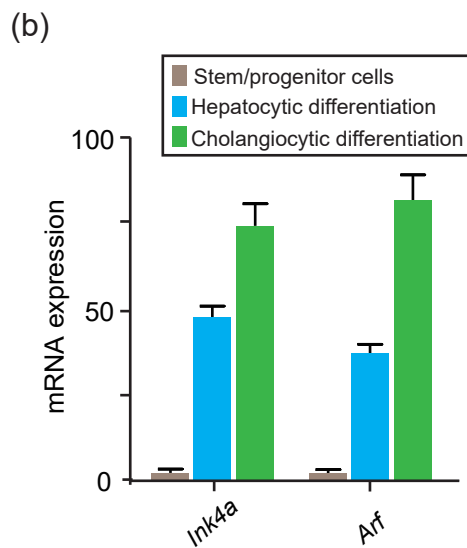 (b)
Stem/progenitor cells
Hepatocytic differentiation
Cholangiocytic differentiation
100
50
0
mRNA expression
Ink4a
Arf